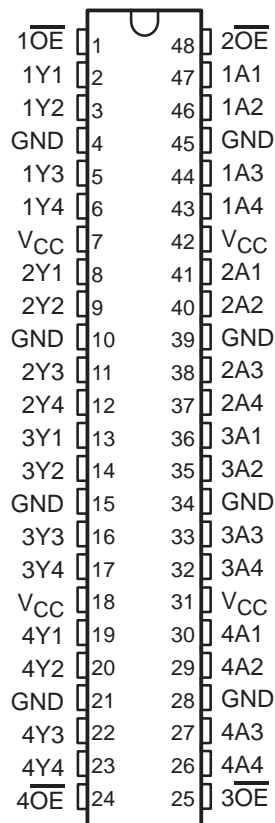 1O̅E̅ 1 48 2O̅E̅
1Y1 2 47 1A1
1Y2 3 46 1A2
GND 4 45 GND
1Y3 5 44 1A3
1Y4 6 43 1A4
VCC 7 42 VCC
2Y1 8 41 2A1
2Y2 9 40 2A2
GND 10 39 GND
2Y3 11 38 2A3
2Y4 12 37 2A4
3Y1 13 36 3A1
3Y2 14 35 3A2
GND 15 34 GND
3Y3 16 33 3A3
3Y4 17 32 3A4
VCC 18 31 VCC
4Y1 19 30 4A1
4Y2 20 29 4A2
GND 21 28 GND
4Y3 22 27 4A3
4Y4 23 26 4A4
4O̅E̅ 24 25 3O̅E̅